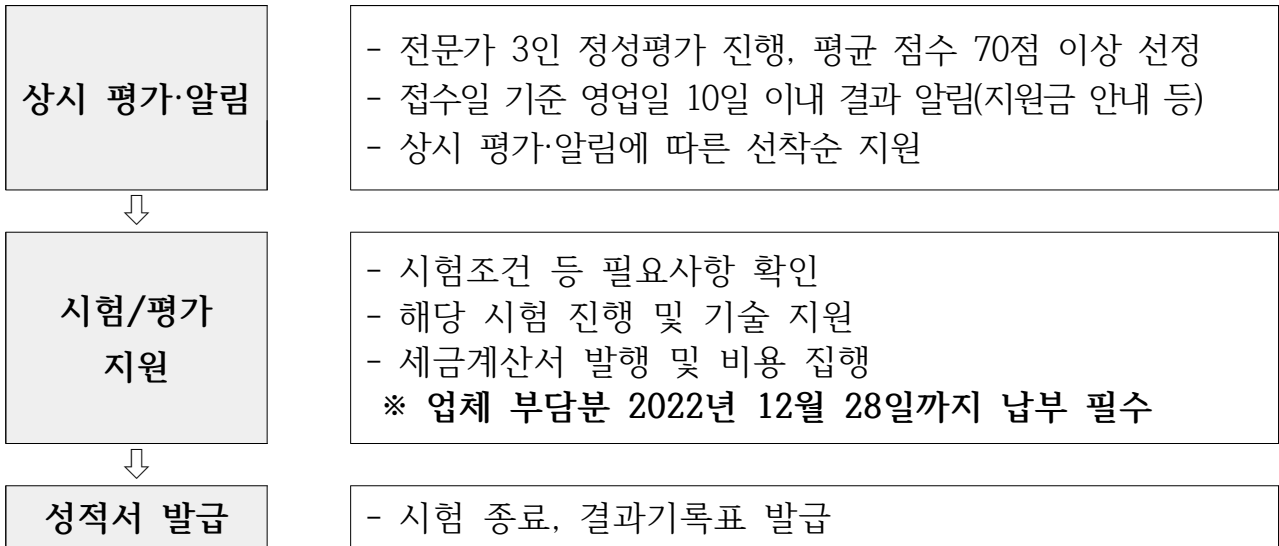 상시 평가·알림
- 전문가 3인 정성평가 진행, 평균 점수 70점 이상 선정
- 접수일 기준 영업일 10일 이내 결과 알림(지원금 안내 등)
- 상시 평가·알림에 따른 선착순 지원
시험/평가
지원
- 시험조건 등 필요사항 확인
- 해당 시험 진행 및 기술 지원
- 세금계산서 발행 및 비용 집행
※ 업체 부담분 2022년 12월 28일까지 납부 필수
성적서 발급
- 시험 종료, 결과기록표 발급